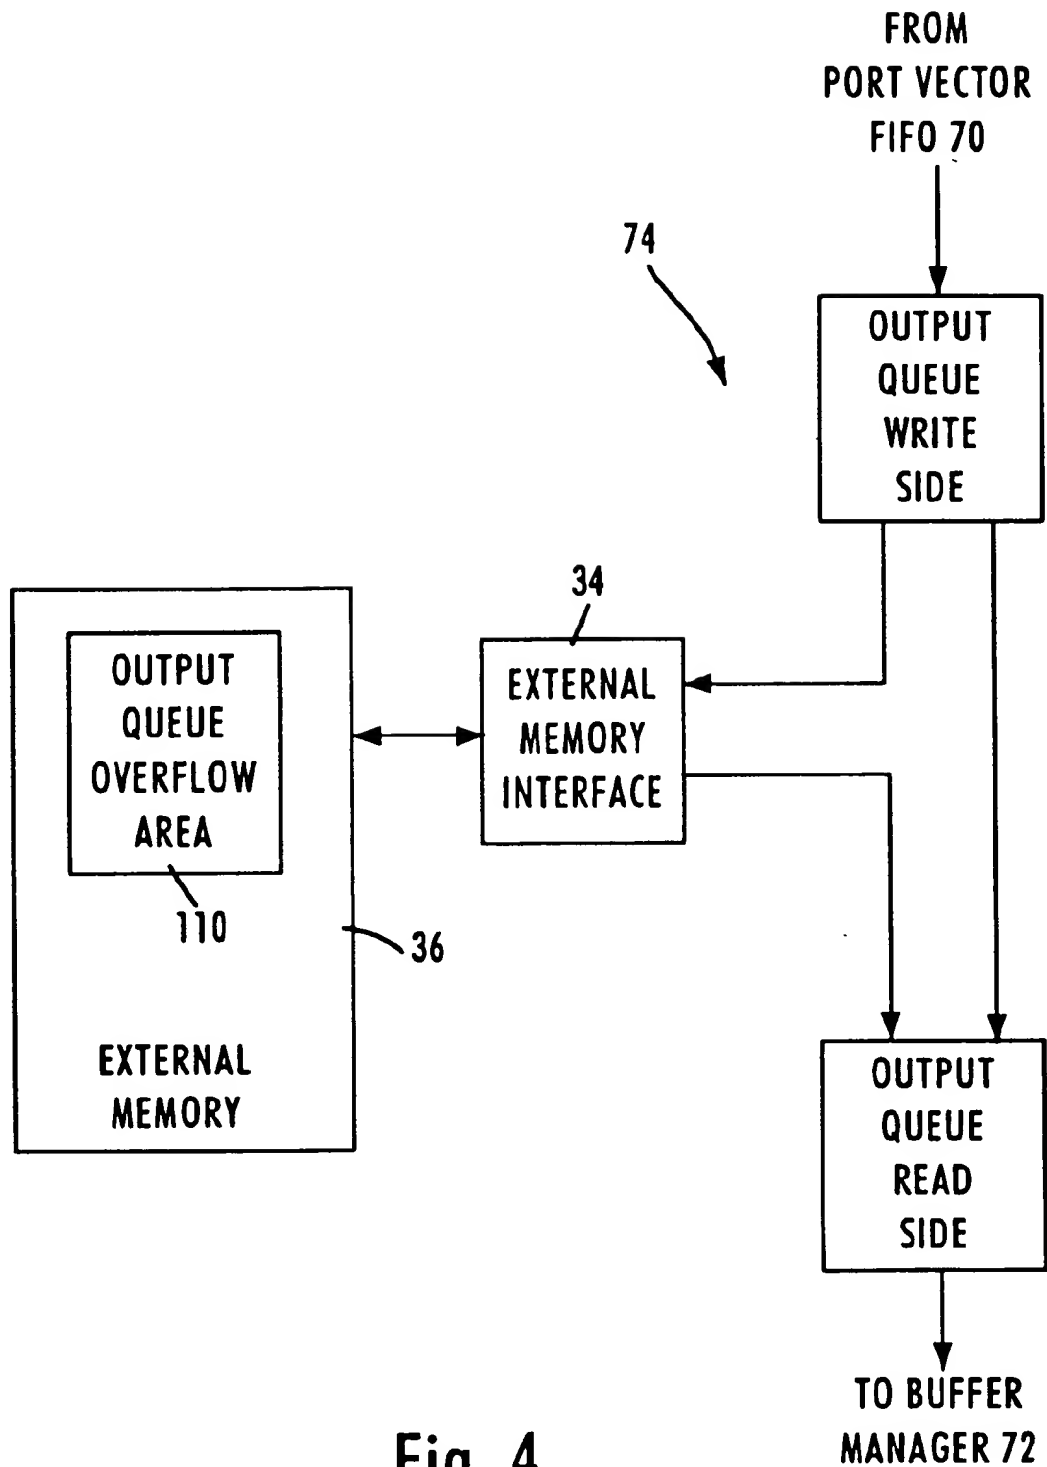 FROM
PORT VECTOR
FIFO 70
74
OUTPUT
QUEUE
WRITE
SIDE
34
EXTERNAL
MEMORY
INTERFACE
OUTPUT
QUEUE
OVERFLOW
AREA
110
36
EXTERNAL
MEMORY
OUTPUT
QUEUE
READ
SIDE
TO BUFFER
MANAGER 72
Fig. 4